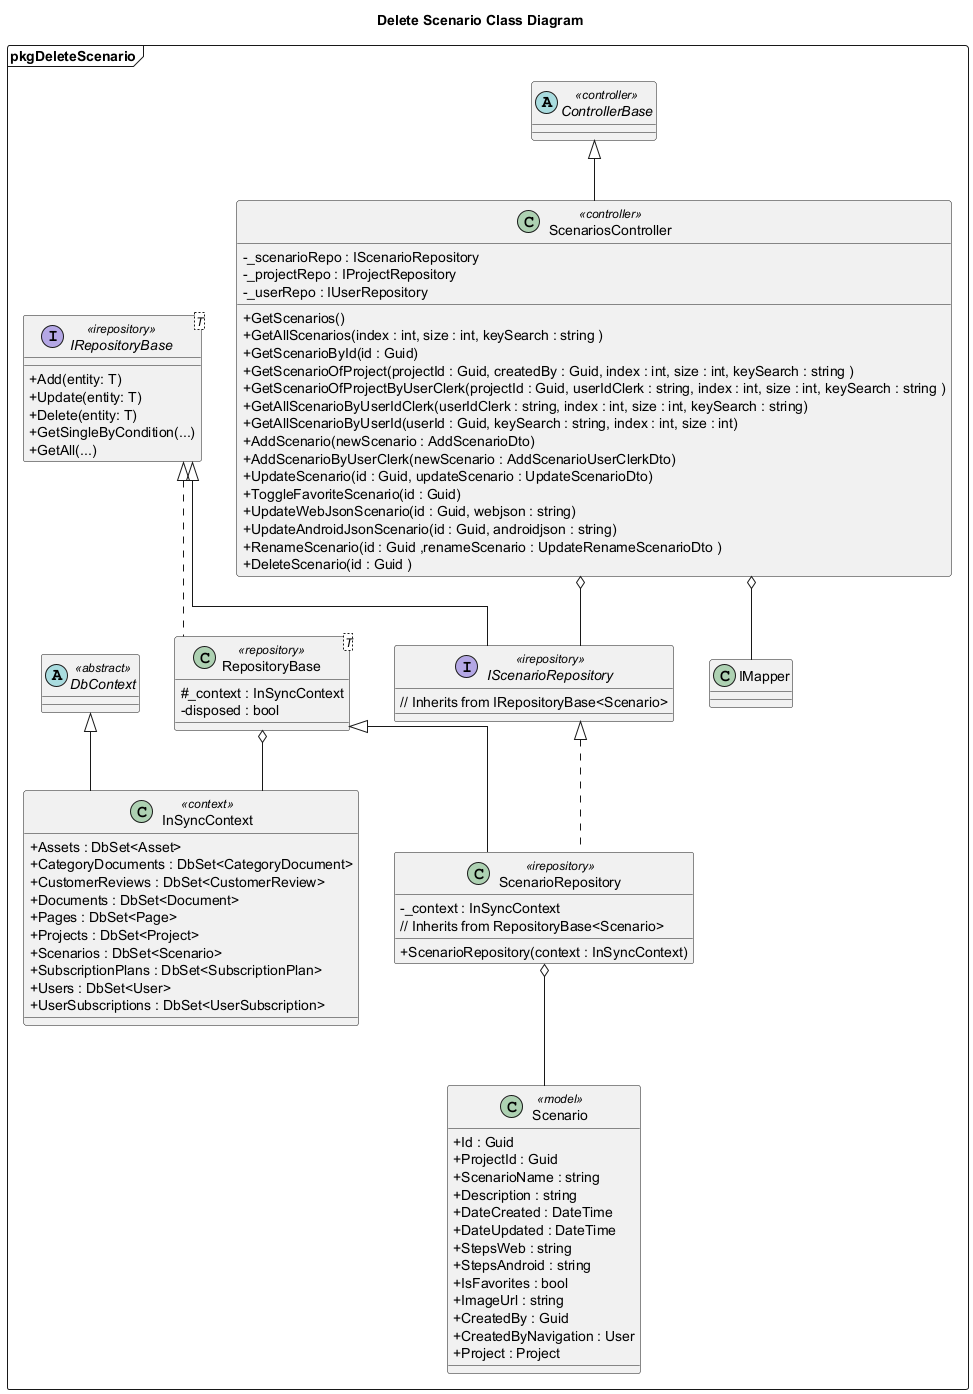 Delete Scenario Class Diagram
pkgDeleteScenario
A
«controller»
ControllerBase
C
«controller»
ScenariosController
-_scenarioRepo : IScenarioRepository
-_projectRepo : IProjectRepository
-_userRepo : IUserRepository
+GetScenarios()
+GetAllScenarios(index : int, size : int, keySearch : string )
+GetScenarioById(id : Guid)
+GetScenarioOfProject(projectId : Guid, createdBy : Guid, index : int, size : int, keySearch : string )
+GetScenarioOfProjectByUserClerk(projectId : Guid, userIdClerk : string, index : int, size : int, keySearch : string )
+GetAllScenarioByUserIdClerk(userIdClerk : string, index : int, size : int, keySearch : string)
+GetAllScenarioByUserId(userId : Guid, keySearch : string, index : int, size : int)
+AddScenario(newScenario : AddScenarioDto)
+AddScenarioByUserClerk(newScenario : AddScenarioUserClerkDto)
+UpdateScenario(id : Guid, updateScenario : UpdateScenarioDto)
+ToggleFavoriteScenario(id : Guid)
+UpdateWebJsonScenario(id : Guid, webjson : string)
+UpdateAndroidJsonScenario(id : Guid, androidjson : string)
+RenameScenario(id : Guid ,renameScenario : UpdateRenameScenarioDto )
+DeleteScenario(id : Guid )
T
I
«irepository»
IRepositoryBase
+Add(entity: T)
+Update(entity: T)
+Delete(entity: T)
+GetSingleByCondition(...)
+GetAll(...)
A
«abstract»
DbContext
T
C
«repository»
RepositoryBase
#_context : InSyncContext
-disposed : bool
I
«irepository»
IScenarioRepository
// Inherits from IRepositoryBase<Scenario>
C
IMapper
C
«context»
InSyncContext
+Assets : DbSet<Asset>
+CategoryDocuments : DbSet<CategoryDocument>
+CustomerReviews : DbSet<CustomerReview>
+Documents : DbSet<Document>
+Pages : DbSet<Page>
+Projects : DbSet<Project>
+Scenarios : DbSet<Scenario>
+SubscriptionPlans : DbSet<SubscriptionPlan>
+Users : DbSet<User>
+UserSubscriptions : DbSet<UserSubscription>
C
«irepository»
ScenarioRepository
-_context : InSyncContext
// Inherits from RepositoryBase<Scenario>
+ScenarioRepository(context : InSyncContext)
C
«model»
Scenario
+Id : Guid
+ProjectId : Guid
+ScenarioName : string
+Description : string
+DateCreated : DateTime
+DateUpdated : DateTime
+StepsWeb : string
+StepsAndroid : string
+IsFavorites : bool
+ImageUrl : string
+CreatedBy : Guid
+CreatedByNavigation : User
+Project : Project